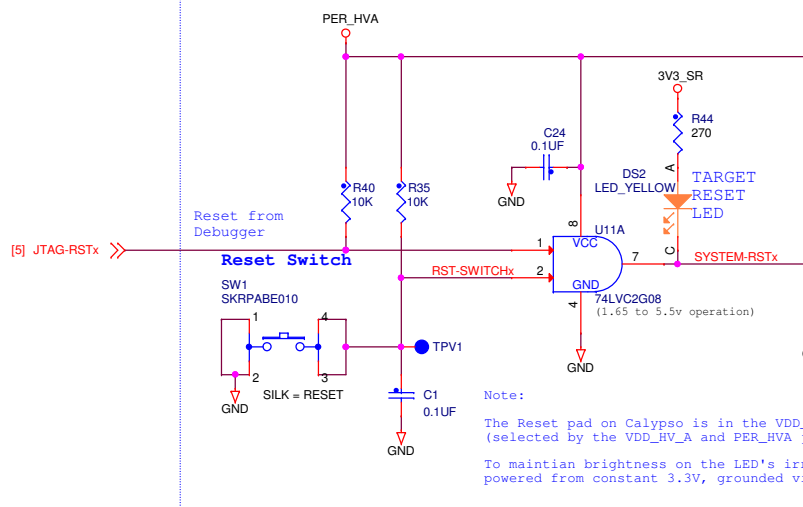 PER_HVA
3V3_SR
R44
270
C24
0.1UF
DS2
LED_YELLOW
A
TARGET
RESET
LED
GND
R40
10K
R35
10K
Reset from
Debugger
[5] JTAG-RSTx
Reset Switch
8
U11A
VCC
1
2
RST-SWITCHx
7
C
SYSTEM-RSTx
GND
4
74LVC2G08
(1.65 to 5.5v operation)
SW1
SKRPABE010
1
4
2
3
TPV1
GND
SILK = RESET
GND
C1
0.1UF
GND
Note:
The Reset pad on Calypso is in the VDD_
(selected by the VDD_HV_A and PER_HVA
To maintian brightness on the LED's irr
powered from constant 3.3V, grounded vi